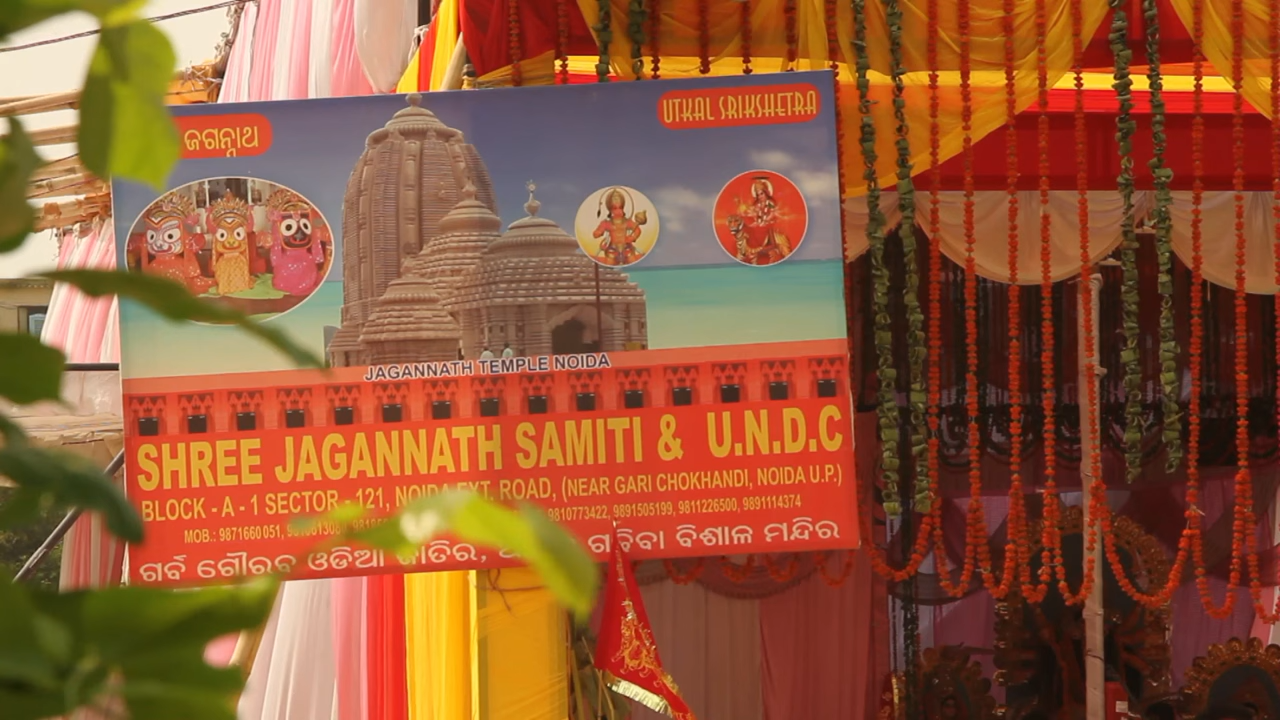 ଜଗନ୍ନାଥ
UTKAL SRIKSHETRA
JAGANNATH TEMPLE NOIDA
SHREE JAGANNATH SAMITI & U.N.D.C
BLOCK - A - 1 SECTOR - 121, NOIDA EXT. ROAD, (NEAR GARI CHOKHANDI, NOIDA U.P.)
MOB.: 9871660051, 9810773422, 9891505199, 9811226500, 9891114374
ଗର୍ବ ଗୌରବ ଓଡିଆ ଜାତିର, ଗଢିବା ବିଶାଳ ମନ୍ଦିର